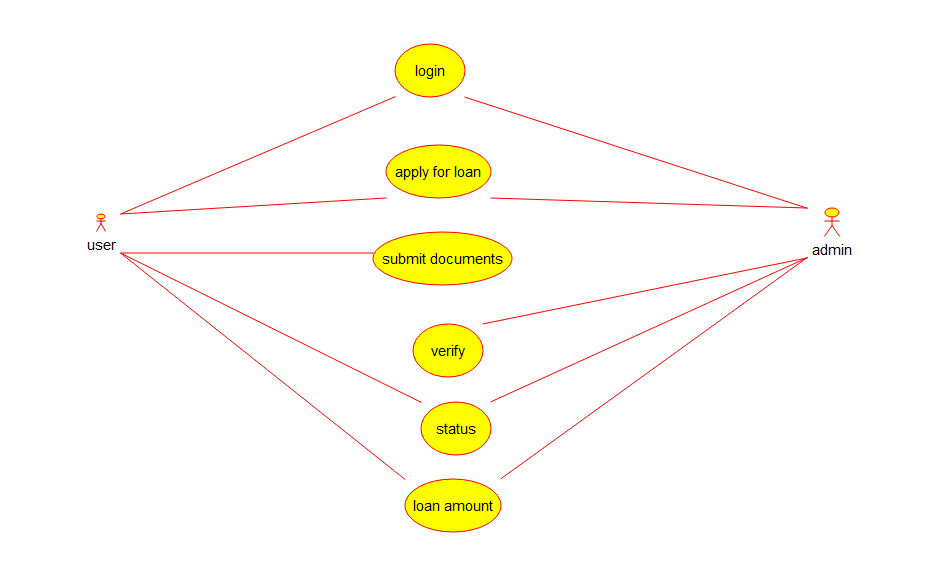 login
apply for loan
user
admin
submit documents
verify
status
loan amount